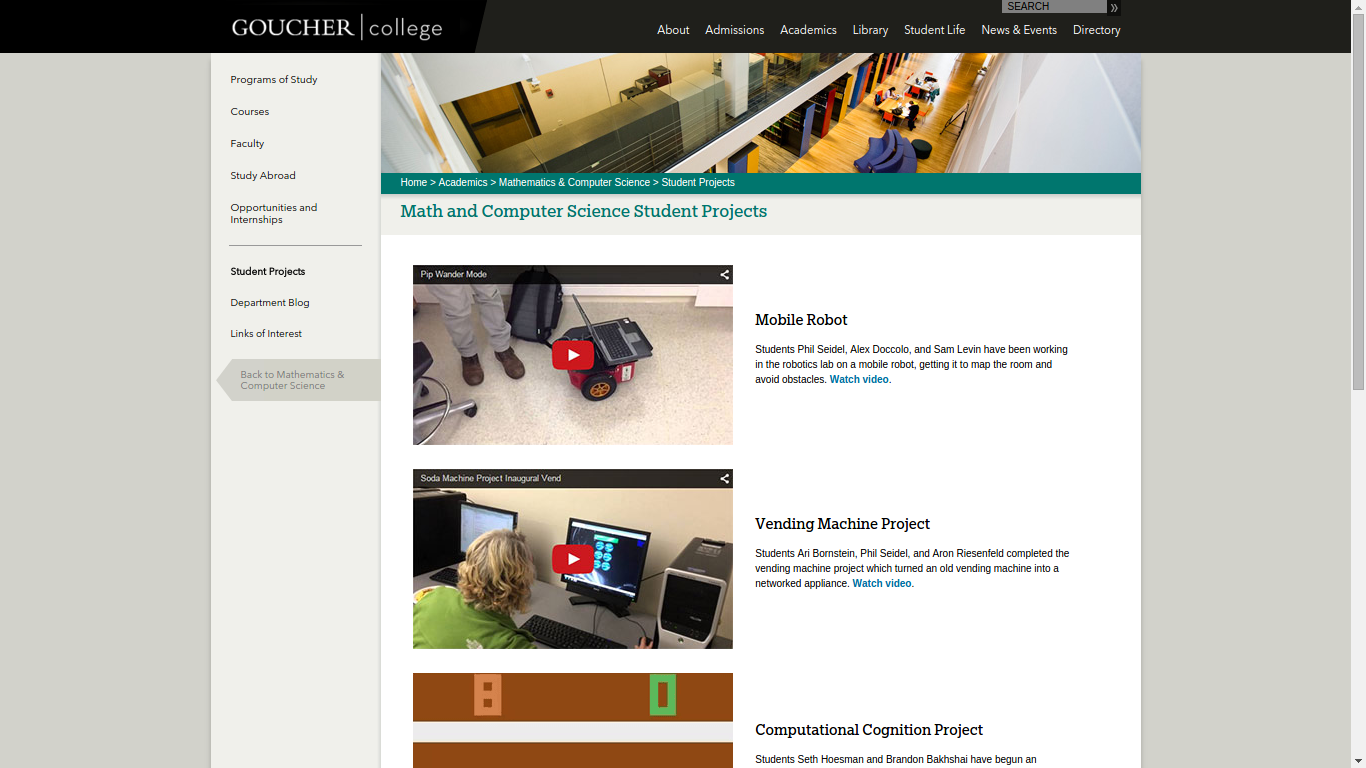 SEARCH »
GOUCHER | college
About Admissions Academics Library Student Life News & Events Directory
Programs of Study
Courses
Faculty
Study Abroad
Opportunities and
Internships
Student Projects
Department Blog
Links of Interest
Back to Mathematics &
Computer Science
Home > Academics > Mathematics & Computer Science > Student Projects
Math and Computer Science Student Projects
Pip Wander Mode
Mobile Robot
Students Phil Seidel, Alex Doccolo, and Sam Levin have been working
in the robotics lab on a mobile robot, getting it to map the room and
avoid obstacles. Watch video.
Soda Machine Project Inaugural Vend
Vending Machine Project
Students Ari Bornstein, Phil Seidel, and Aron Riesenfeld completed the
vending machine project which turned an old vending machine into a
networked appliance. Watch video.
8 0
Computational Cognition Project
Students Seth Hoesman and Brandon Bakhshai have begun an